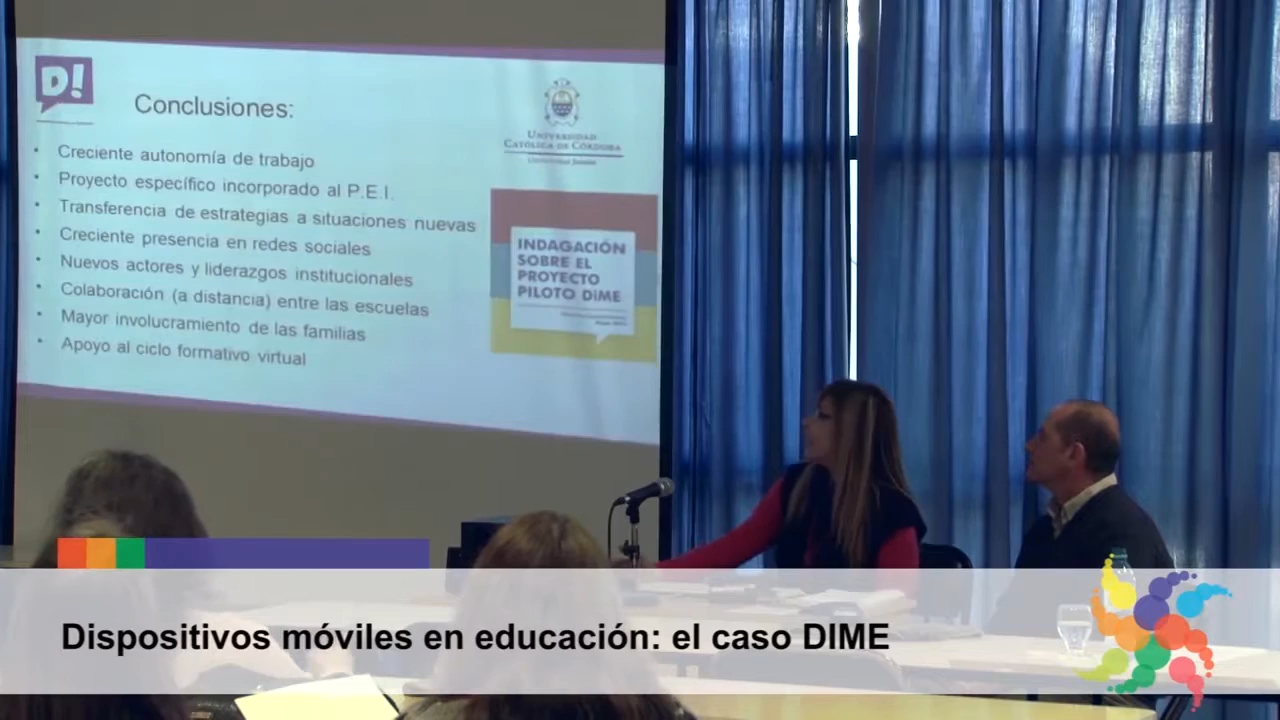 D!
Conclusiones:
• Creciente autonomía de trabajo
• Proyecto específico incorporado al P.E.I.
• Transferencia de estrategias a situaciones nuevas
• Creciente presencia en redes sociales
• Nuevos actores y liderazgos institucionales
• Colaboración (a distancia) entre las escuelas
• Mayor involucramiento de las familias
• Apoyo al ciclo formativo virtual
UNIVERSIDAD
CATÓLICA DE CÓRDOBA
INDAGACIÓN
SOBRE EL
PROYECTO
PILOTO DiME
Dispositivos móviles en educación: el caso DIME